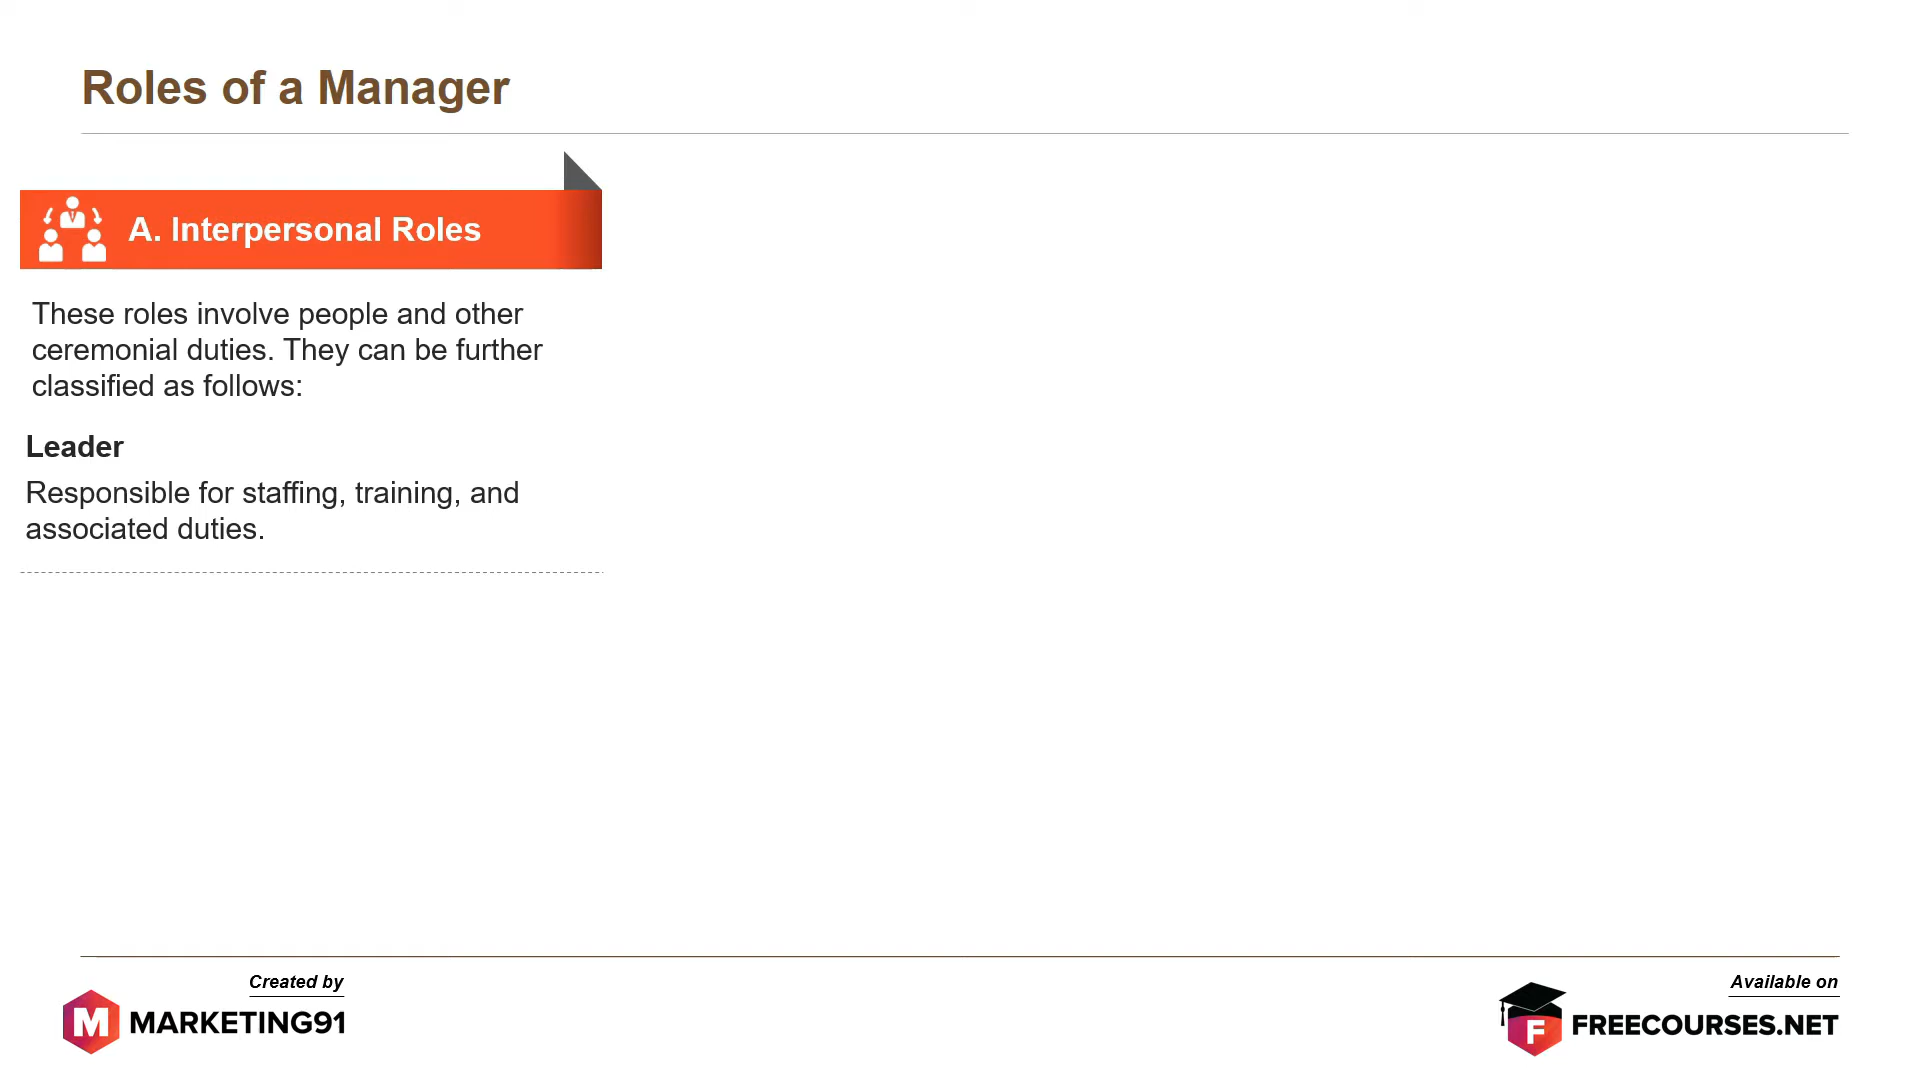 Roles of a Manager
A. Interpersonal Roles
These roles involve people and other
ceremonial duties. They can be further
classified as follows:
Leader
Responsible for staffing, training, and
associated duties.
Created by
M MARKETING91
Available on
F FREECOURSES.NET